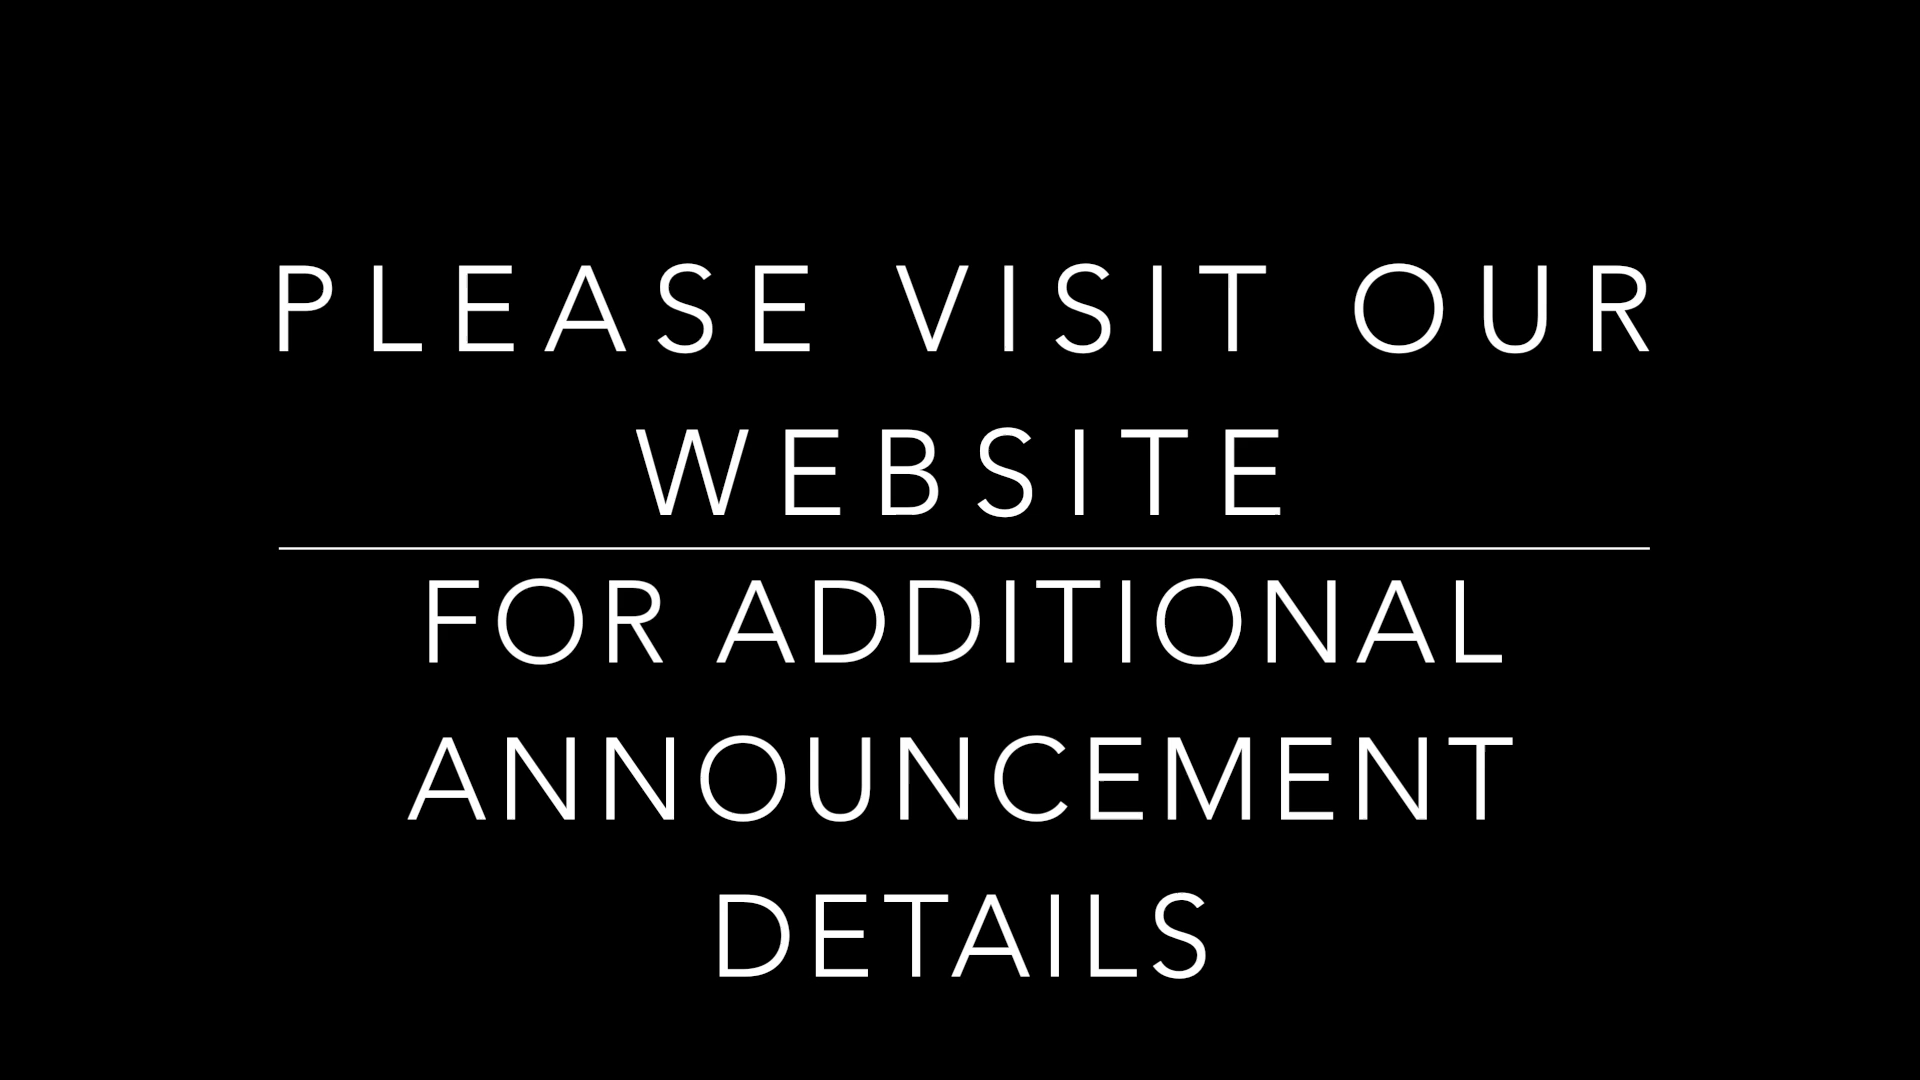 PLEASE VISIT OUR
WEBSITE
FOR ADDITIONAL
ANNOUNCEMENT
DETAILS